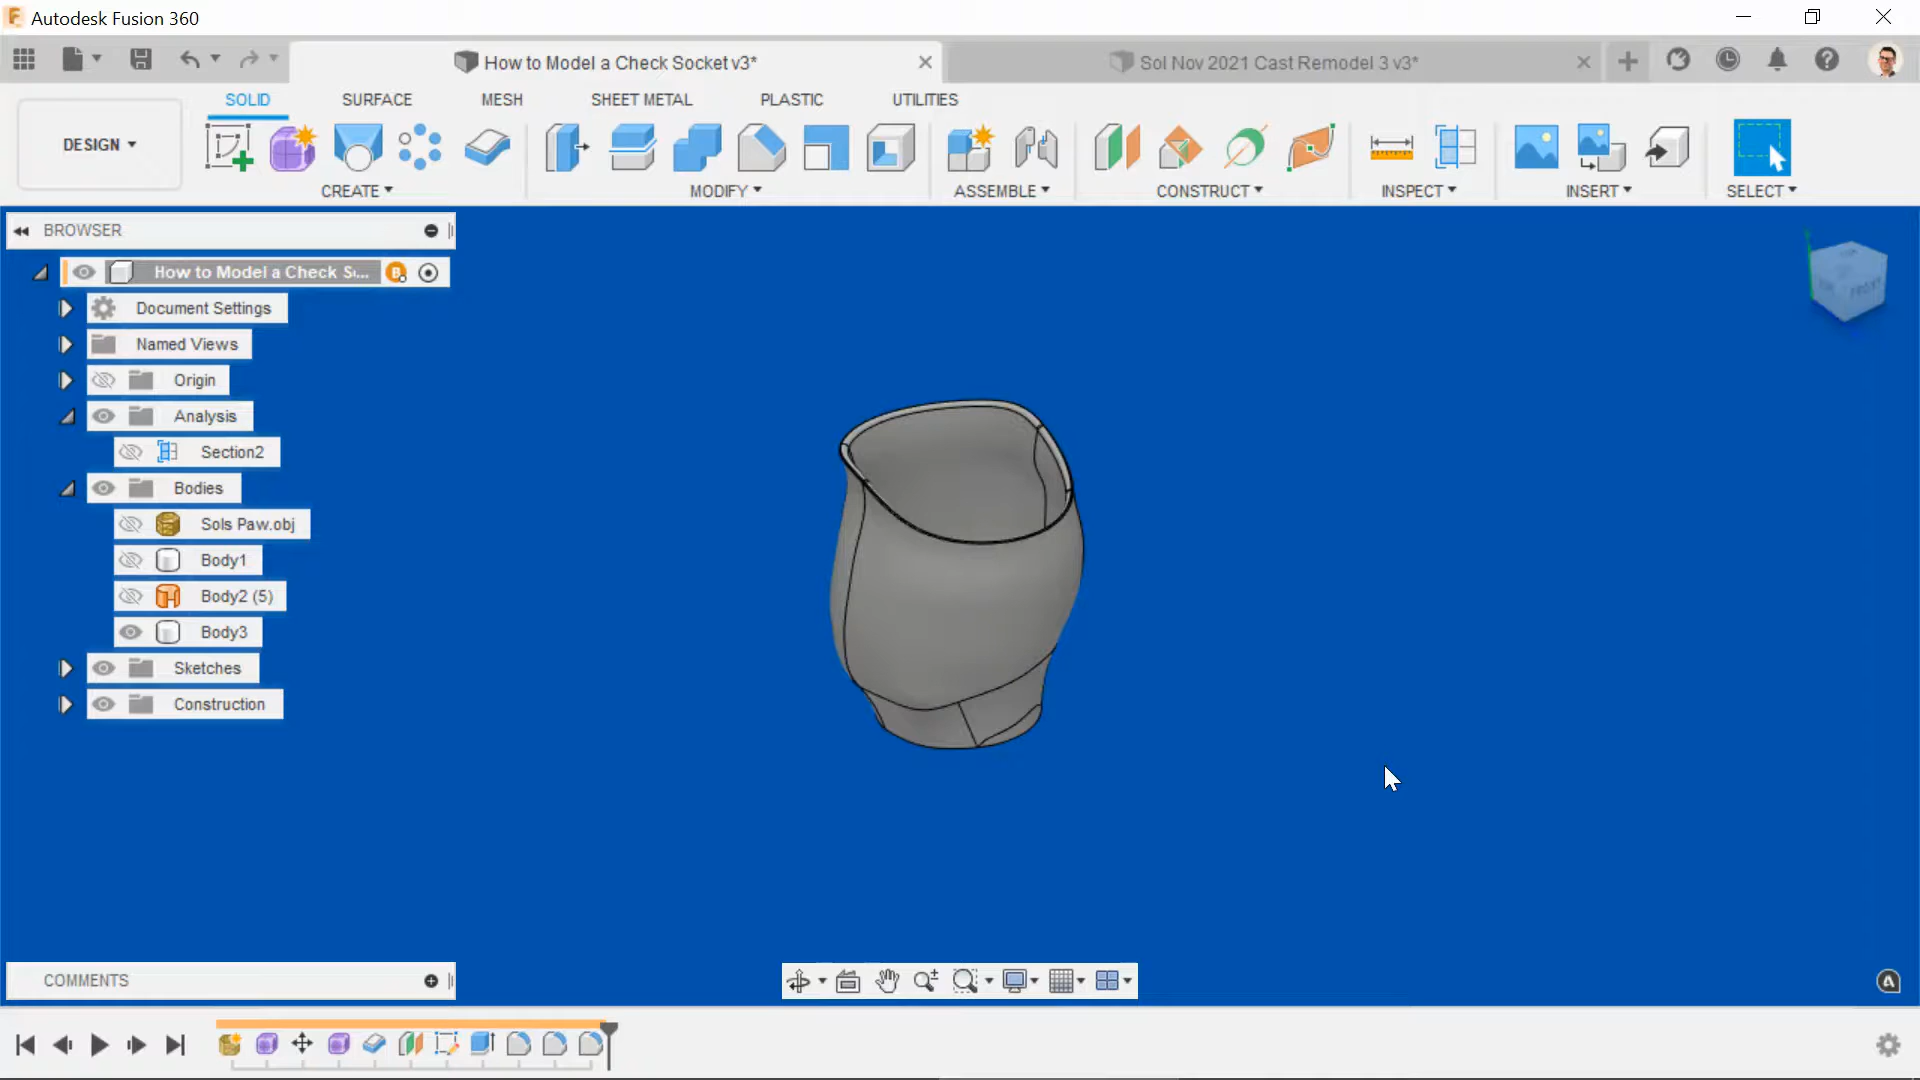 Autodesk Fusion 360
How to Model a Check Socket v3*
Sol Nov 2021 Cast Remodel 3 v3*
SOLID SURFACE MESH SHEET METAL PLASTIC UTILITIES
DESIGN
CREATE MODIFY ASSEMBLE CONSTRUCT INSPECT INSERT SELECT
BROWSER
How to Model a Check S...
Document Settings
Named Views
Origin
Analysis
Section2
Bodies
Sols Paw.obj
Body1
Body2 (5)
Body3
Sketches
Construction
FRONT
COMMENTS